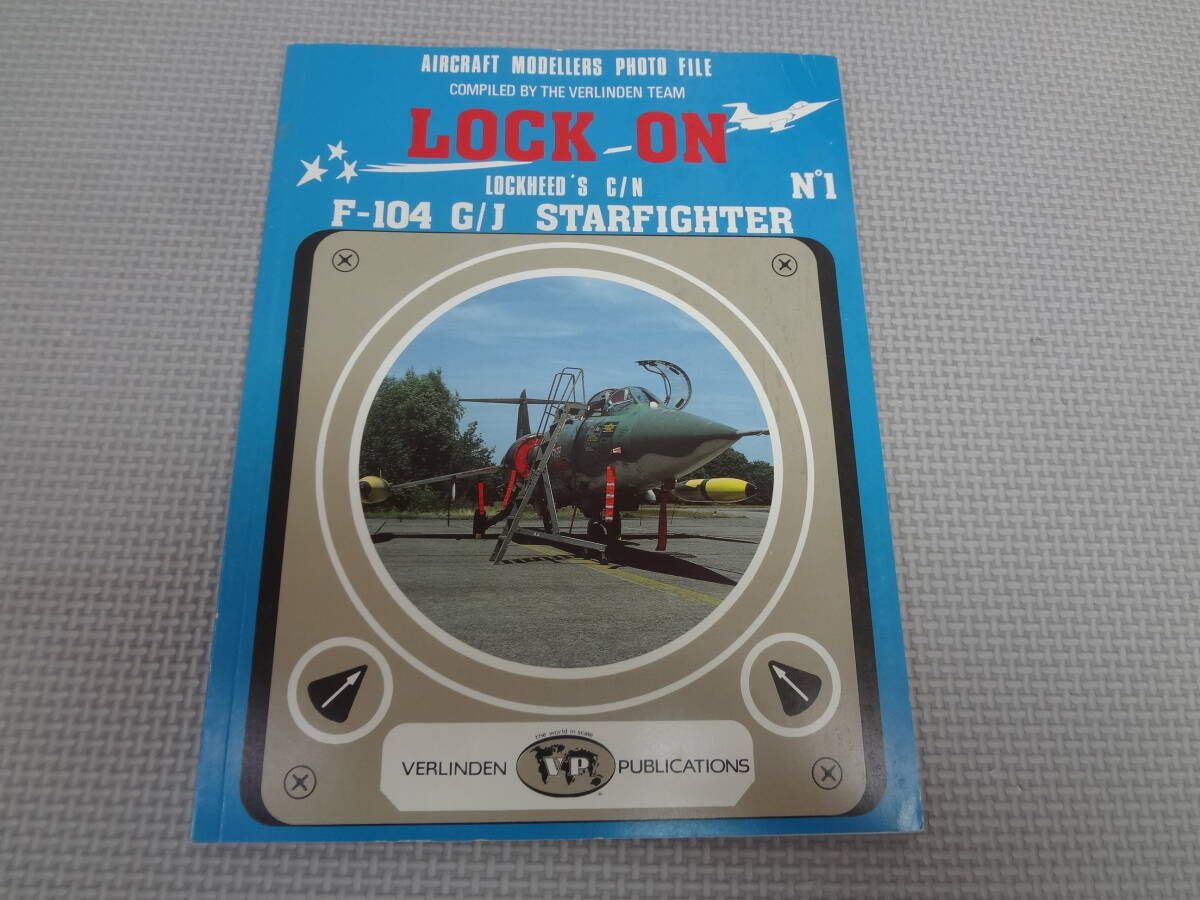 AIRCRAFT MODELLERS PHOTO FILE
COMPILED BY THE VERLINDEN TEAM
LOCK ON
LOCKHEED'S C/N
N°1
F-104 G/J STARFIGHTER
the world in scale
VERLINDEN VP PUBLICATIONS